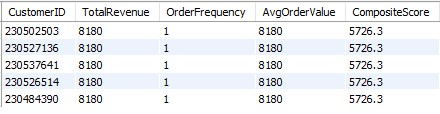 CustomerID TotalRevenue OrderFrequency AvgOrderValue CompositeScore
230502503 8180 1 8180 5726.3
230527136 8180 1 8180 5726.3
230537641 8180 1 8180 5726.3
230526514 8180 1 8180 5726.3
230484390 8180 1 8180 5726.3